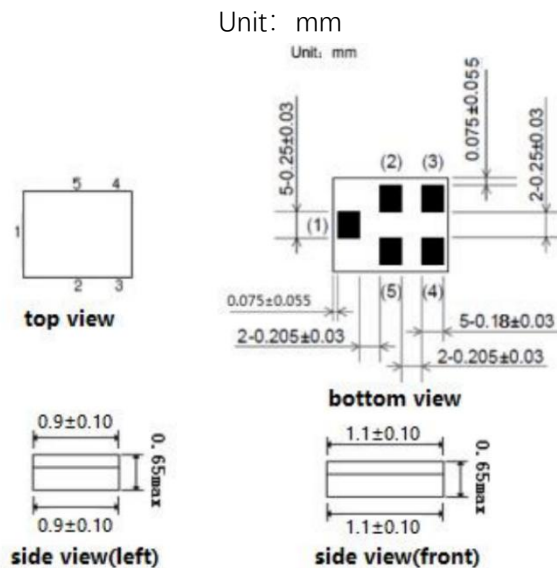 Unit: mm
Unit: mm
5-0.25±0.03
0.075±0.055
2-0.25±0.03
(2) (3)
5 4
1
(1)
2 3
(5) (4)
top view
0.075±0.055
5-0.18±0.03
2-0.205±0.03
2-0.205±0.03
bottom view
0.9±0.10
0.65max
0.9±0.10
side view(left)
1.1±0.10
0.65max
1.1±0.10
side view(front)